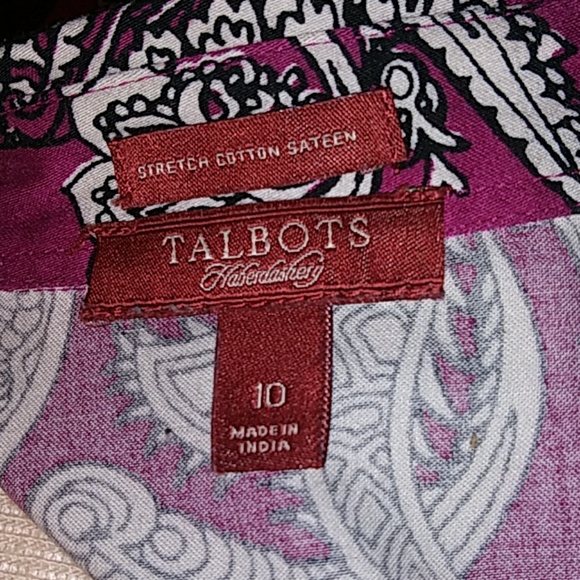 STRETCH COTTON SATEEN
TALBOTS
Haberdashery
10
MADE IN
INDIA